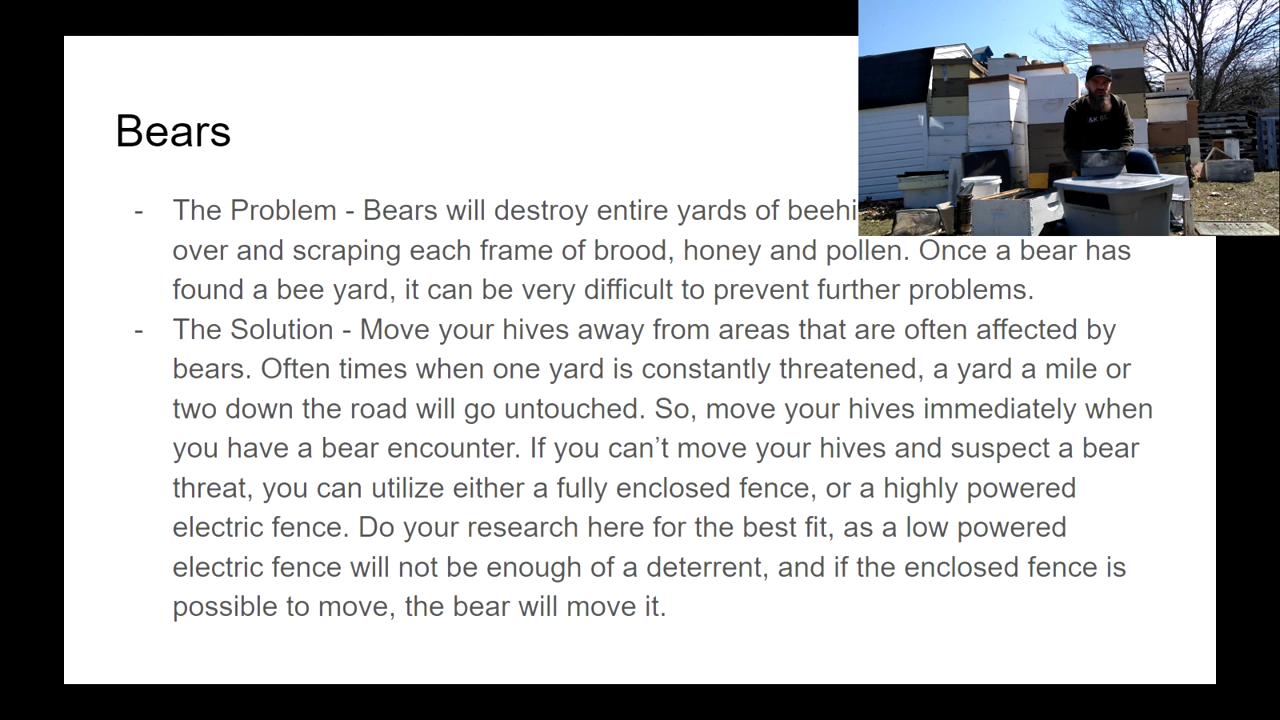 Bears
- The Problem - Bears will destroy entire yards of
over and scraping each frame of brood, honey and pollen. Once a bear has
found a bee yard, it can be very difficult to prevent further problems.
- The Solution - Move your hives away from areas that are often affected by
bears. Often times when one yard is constantly threatened, a yard a mile or
two down the road will go untouched. So, move your hives immediately when
you have a bear encounter. If you can’t move your hives and suspect a bear
threat, you can utilize either a fully enclosed fence, or a highly powered
electric fence. Do your research here for the best fit, as a low powered
electric fence will not be enough of a deterrent, and if the enclosed fence is
possible to move, the bear will move it.